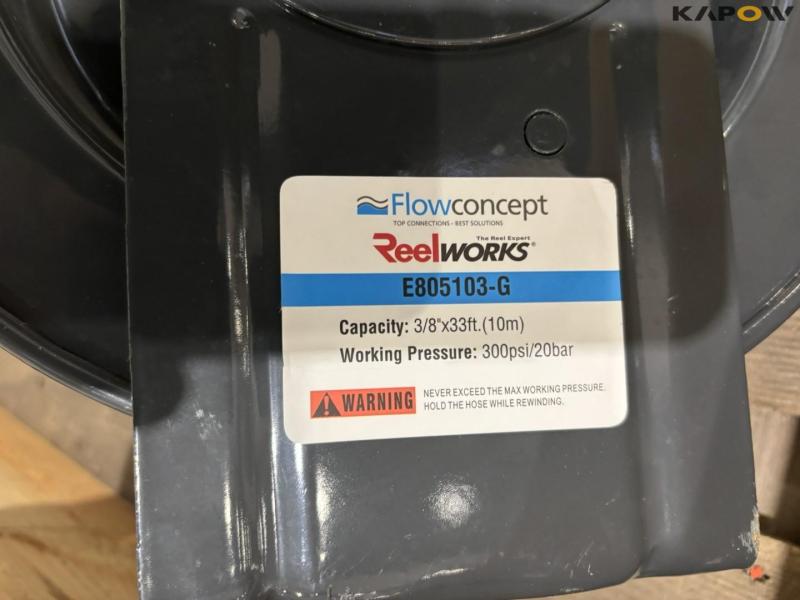 KAPOW
Flowconcept
TOP CONNECTIONS - BEST SOLUTIONS
The Reel Expert
ReelWORKS®
E805103-G
Capacity: 3/8"x33ft.(10m)
Working Pressure: 300psi/20bar
WARNING
NEVER EXCEED THE MAX WORKING PRESSURE.
HOLD THE HOSE WHILE REWINDING.